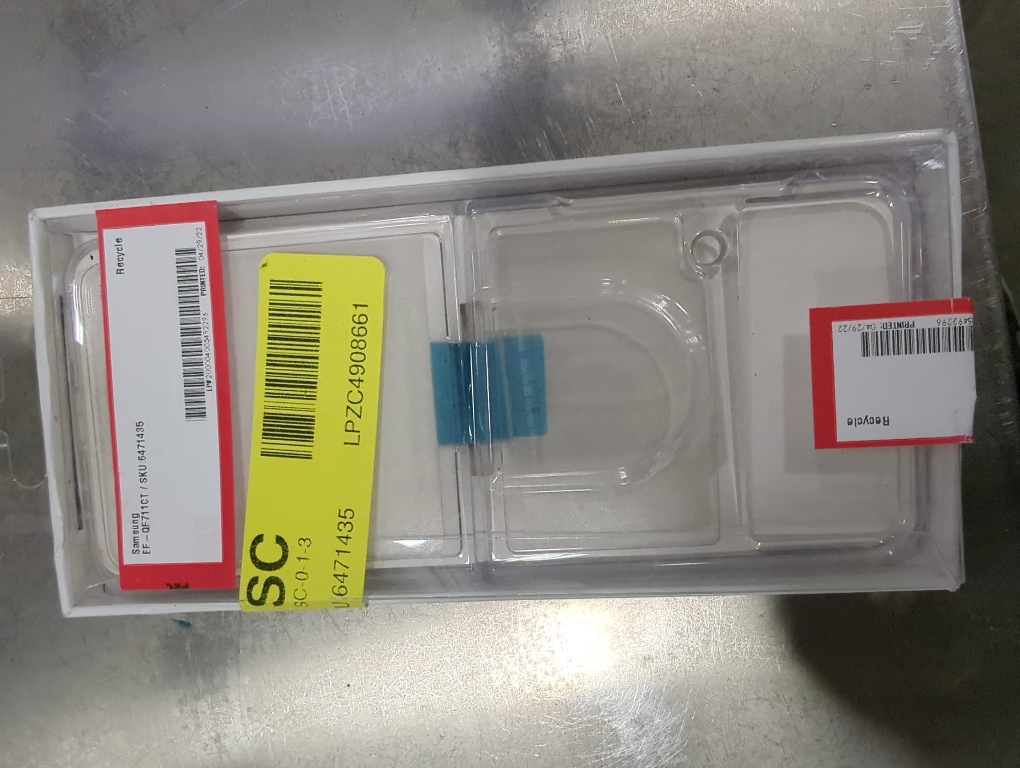 Samsung
EF-QF711CT / SKU:6471435
Recycle
PRINTED: 04/29/22
SC
SC-0-1-3
6471435
LPZC4908661
Recycle
5492296
PRINTED: 04/29/22